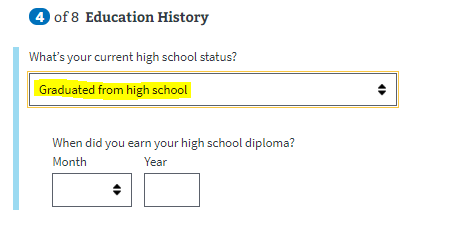 4 of 8 Education History
What's your current high school status?
Graduated from high school
When did you earn your high school diploma?
Month Year